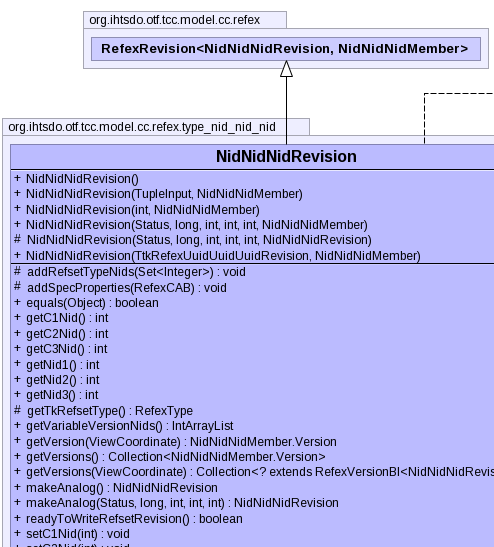 org.ihtsdo.otf.tcc.model.cc.refex
RefexRevision<NidNidNidRevision, NidNidNidMember>
org.ihtsdo.otf.tcc.model.cc.refex.type_nid_nid_nid
NidNidNidRevision
+ NidNidNidRevision()
+ NidNidNidRevision(TupleInput, NidNidNidMember)
+ NidNidNidRevision(int, NidNidNidMember)
+ NidNidNidRevision(Status, long, int, int, int, NidNidNidMember)
# NidNidNidRevision(Status, long, int, int, int, NidNidNidRevision)
+ NidNidNidRevision(TtkRefexUuidUuidUuidRevision, NidNidNidMember)
# addRefsetTypeNids(Set<Integer>) : void
# addSpecProperties(RefexCAB) : void
+ equals(Object) : boolean
+ getC1Nid() : int
+ getC2Nid() : int
+ getC3Nid() : int
+ getNid1() : int
+ getNid2() : int
+ getNid3() : int
# getTkRefsetType() : RefexType
+ getVariableVersionNids() : IntArrayList
+ getVersion(ViewCoordinate) : NidNidNidMember.Version
+ getVersions() : Collection<NidNidNidMember.Version>
+ getVersions(ViewCoordinate) : Collection<? extends RefexVersionBI<NidNidNidRevis
+ makeAnalog() : NidNidNidRevision
+ makeAnalog(Status, long, int, int, int) : NidNidNidRevision
+ readyToWriteRefsetRevision() : boolean
+ setC1Nid(int) : void
+ setC2Nid(int) : void